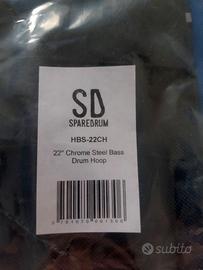 SD
SPAREDRUM
HBS-22CH
22" Chrome Steel Bass
Drum Hoop
subito